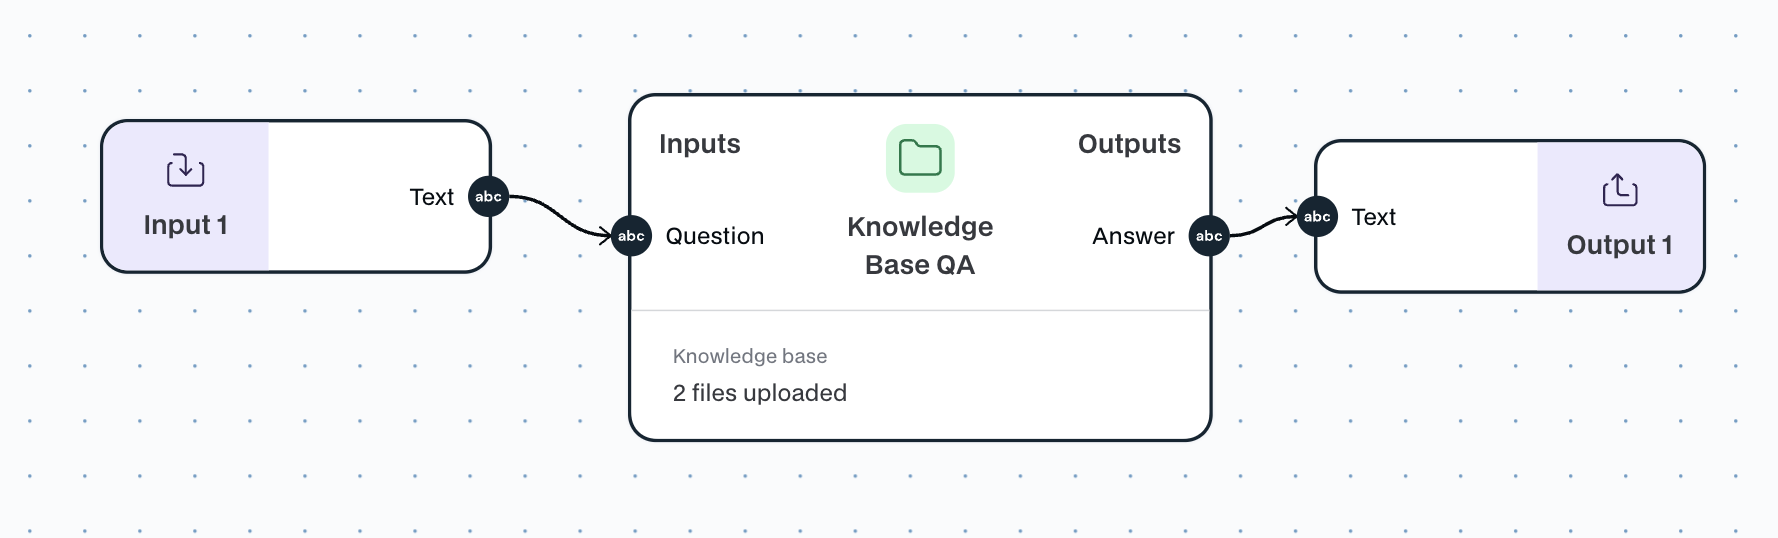 Input 1
Text
abc
abc
Inputs
Question
Knowledge
Base QA
Outputs
Answer
abc
Knowledge base
2 files uploaded
abc
Text
Output 1